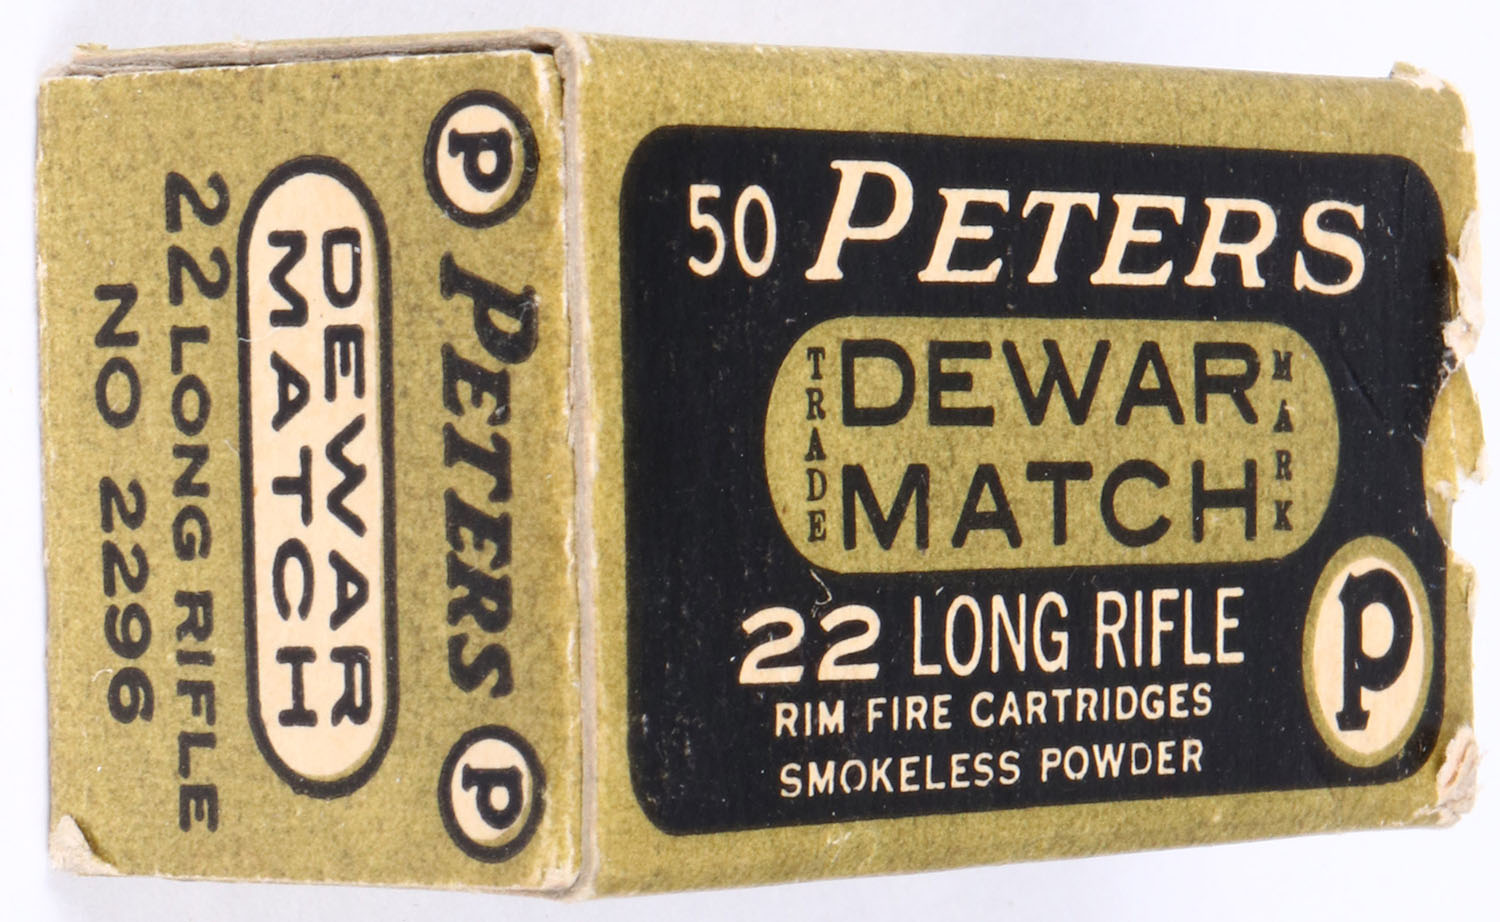 50 PETERS
TRADE DEWAR MARK
MATCH
22 LONG RIFLE
RIM FIRE CARTRIDGES
SMOKELESS POWDER
P
P PETERS P
DEWAR
MATCH
22 LONG RIFLE
NO 2296